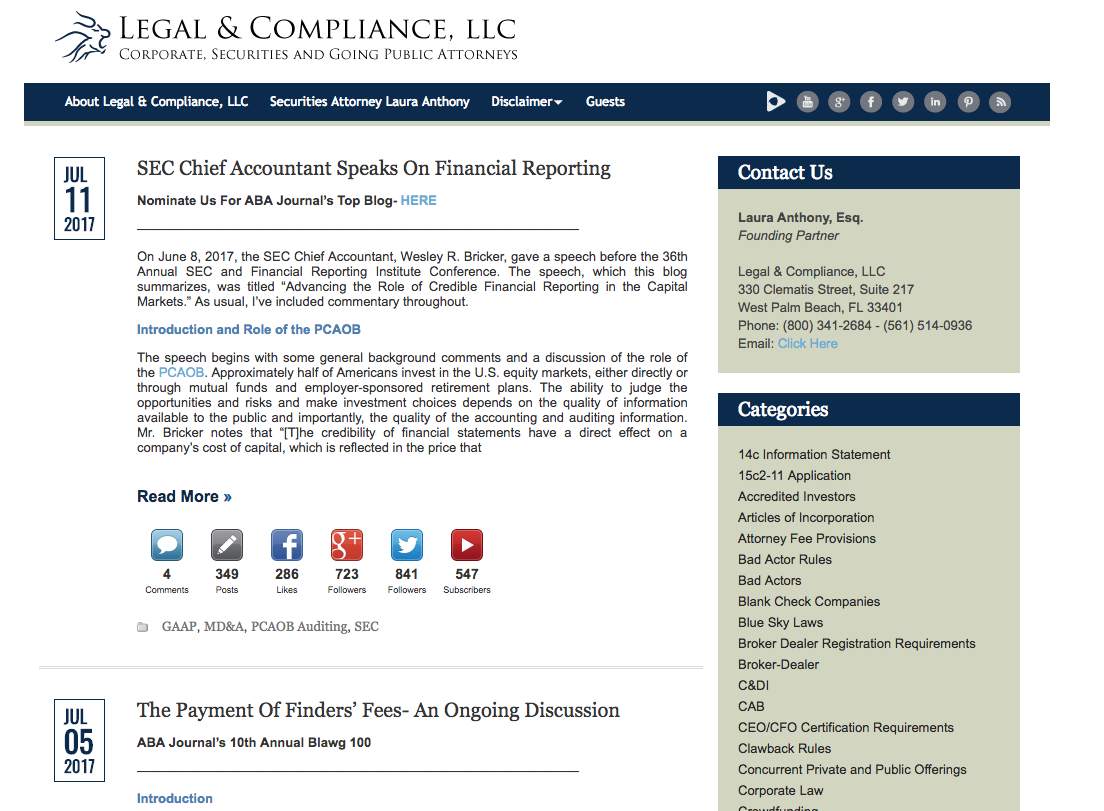 LEGAL & COMPLIANCE, LLC
CORPORATE, SECURITIES AND GOING PUBLIC ATTORNEYS
About Legal & Compliance, LLC Securities Attorney Laura Anthony Disclaimer Guests
JUL
11
2017
SEC Chief Accountant Speaks On Financial Reporting
Nominate Us For ABA Journal’s Top Blog- HERE
On June 8, 2017, the SEC Chief Accountant, Wesley R. Bricker, gave a speech before the 36th
Annual SEC and Financial Reporting Institute Conference. The speech, which this blog
summarizes, was titled “Advancing the Role of Credible Financial Reporting in the Capital
Markets.” As usual, I’ve included commentary throughout.
Introduction and Role of the PCAOB
The speech begins with some general background comments and a discussion of the role of
the PCAOB. Approximately half of Americans invest in the U.S. equity markets, either directly or
through mutual funds and employer-sponsored retirement plans. The ability to judge the
opportunities and risks and make investment choices depends on the quality of information
available to the public and importantly, the quality of the accounting and auditing information.
Mr. Bricker notes that “[T]he credibility of financial statements have a direct effect on a
company’s cost of capital, which is reflected in the price that
Read More »
4 349 286 723 841 547
Comments Posts Likes Followers Followers Subscribers
GAAP, MD&A, PCAOB Auditing, SEC
JUL
05
2017
The Payment Of Finders’ Fees- An Ongoing Discussion
ABA Journal’s 10th Annual Blawg 100
Introduction
Contact Us
Laura Anthony, Esq.
Founding Partner
Legal & Compliance, LLC
330 Clematis Street, Suite 217
West Palm Beach, FL 33401
Phone: (800) 341-2684 - (561) 514-0936
Email: Click Here
Categories
14c Information Statement
15c2-11 Application
Accredited Investors
Articles of Incorporation
Attorney Fee Provisions
Bad Actor Rules
Bad Actors
Blank Check Companies
Blue Sky Laws
Broker Dealer Registration Requirements
Broker-Dealer
C&DI
CAB
CEO/CFO Certification Requirements
Clawback Rules
Concurrent Private and Public Offerings
Corporate Law
Crowdfunding